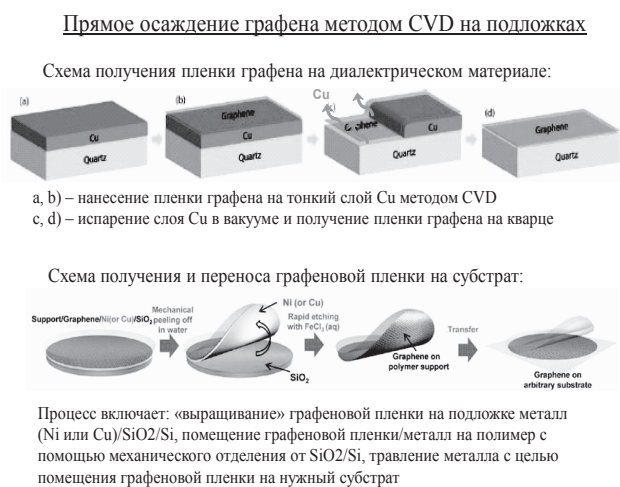 Прямое осаждение графена методом CVD на подложках
Схема получения пленки графена на диалектрическом материале:
(a)
Cu
Quartz
(b)
Graphene
Cu
Quartz
Cu
(c)
Graphene
Cu
Quartz
(d)
Graphene
Quartz
a, b) – нанесение пленки графена на тонкий слой Cu методом CVD
c, d) – испарение слоя Cu в вакууме и получение пленки графена на кварце
Схема получения и переноса графеновой пленки на субстрат:
Support/Graphene/Ni(or Cu)/SiO₂
Mechanical
peeling off
in water
Ni (or Cu)
SiO₂
Rapid etching
with FeCl₃ (aq)
Graphene on
polymer support
Transfer
Graphene on
arbitrary substrate
Процесс включает: «выращивание» графеновой пленки на подложке металл
(Ni или Cu)/SiO2/Si, помещение графеновой пленки/металл на полимер с
помощью механического отделения от SiO2/Si, травление металла с целью
помещения графеновой пленки на нужный субстрат